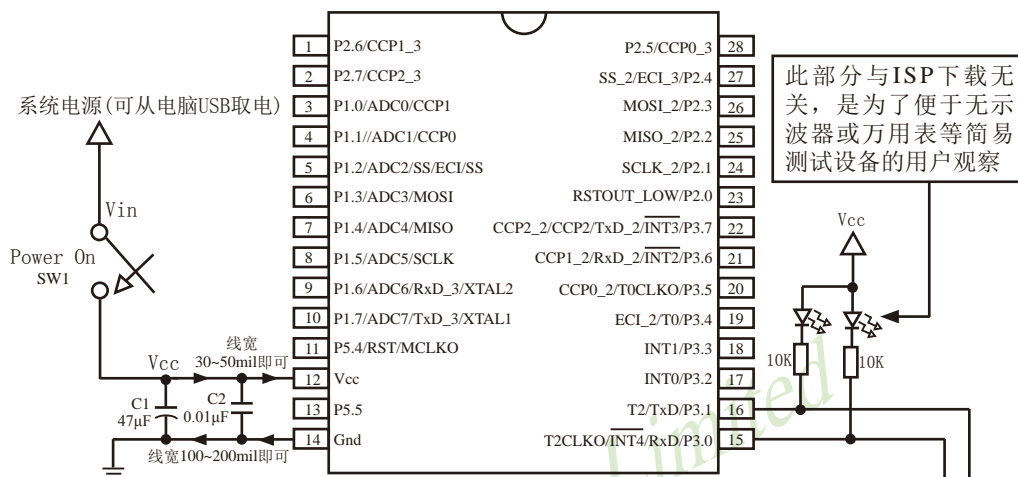 系统电源(可从电脑USB取电)
Vin
Power On
SW1
Vcc
线宽
30~50mil即可
C1
47μF
C2
0.01μF
线宽100~200mil即可
1 P2.6/CCP1_3
2 P2.7/CCP2_3
3 P1.0/ADC0/CCP1
4 P1.1//ADC1/CCP0
5 P1.2/ADC2/SS/ECI/SS
6 P1.3/ADC3/MOSI
7 P1.4/ADC4/MISO
8 P1.5/ADC5/SCLK
9 P1.6/ADC6/RxD_3/XTAL2
10 P1.7/ADC7/TxD_3/XTAL1
11 P5.4/RST/MCLKO
12 Vcc
13 P5.5
14 Gnd
P2.5/CCP0_3 28
SS_2/ECI_3/P2.4 27
MOSI_2/P2.3 26
MISO_2/P2.2 25
SCLK_2/P2.1 24
RSTOUT_LOW/P2.0 23
CCP2_2/CCP2/TxD_2/INT3/P3.7 22
CCP1_2/RxD_2/INT2/P3.6 21
CCP0_2/T0CLKO/P3.5 20
ECI_2/T0/P3.4 19
INT1/P3.3 18
INT0/P3.2 17
T2/TxD/P3.1 16
T2CLKO/INT4/RxD/P3.0 15
此部分与ISP下载无
关，是为了便于无示
波器或万用表等简易
测试设备的用户观察
Vcc
10K
10K
Limited